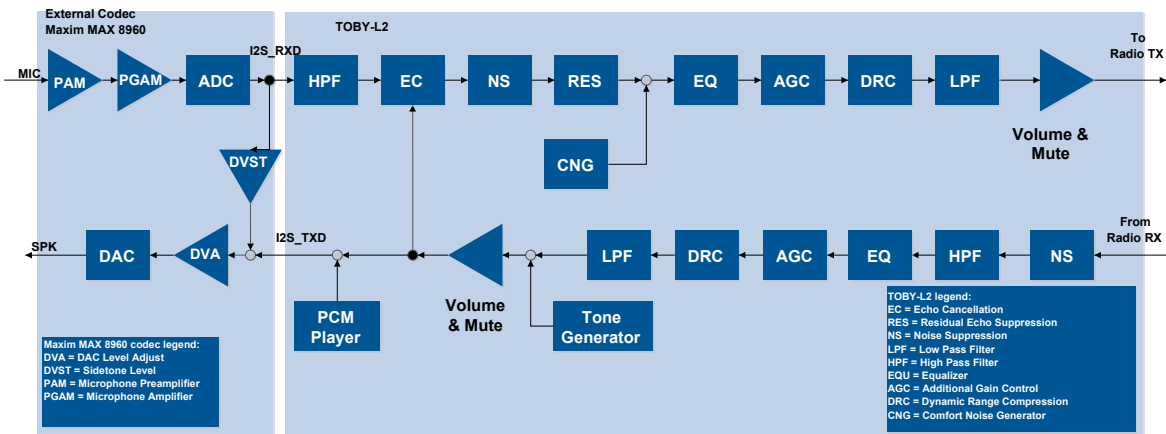 External Codec
Maxim MAX 8960
TOBY-L2
To
Radio TX
I2S_RXD
MIC
PAM
PGAM
ADC
HPF
EC
NS
RES
EQ
AGC
DRC
LPF
Volume &
Mute
DVST
CNG
From
Radio RX
SPK
DAC
DVA
I2S_TXD
LPF
DRC
AGC
EQ
HPF
NS
Volume
& Mute
PCM
Player
Tone
Generator
Maxim MAX 8960 codec legend:
DVA = DAC Level Adjust
DVST = Sidetone Level
PAM = Microphone Preamplifier
PGAM = Microphone Amplifier
TOBY-L2 legend:
EC = Echo Cancellation
RES = Residual Echo Suppression
NS = Noise Suppression
LPF = Low Pass Filter
HPF = High Pass Filter
EQU = Equalizer
AGC = Additional Gain Control
DRC = Dynamic Range Compression
CNG = Comfort Noise Generator